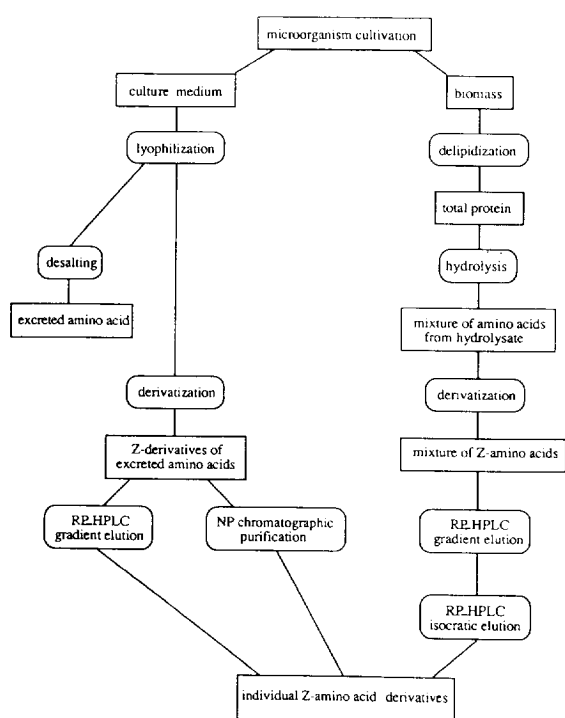 microorganism cultivation
culture medium
biomass
lyophilization
delipidization
total protein
desalting
hydrolysis
excreted amino acid
mixture of amino acids
from hydrolysate
derivatization
derivatization
Z-derivatives of
excreted amino acids
mixture of Z-amino acids
RP-HPLC
gradient elution
NP chromatographic
purification
RP-HPLC
gradient elution
RP-HPLC
isocratic elution
individual Z-amino acid derivatives